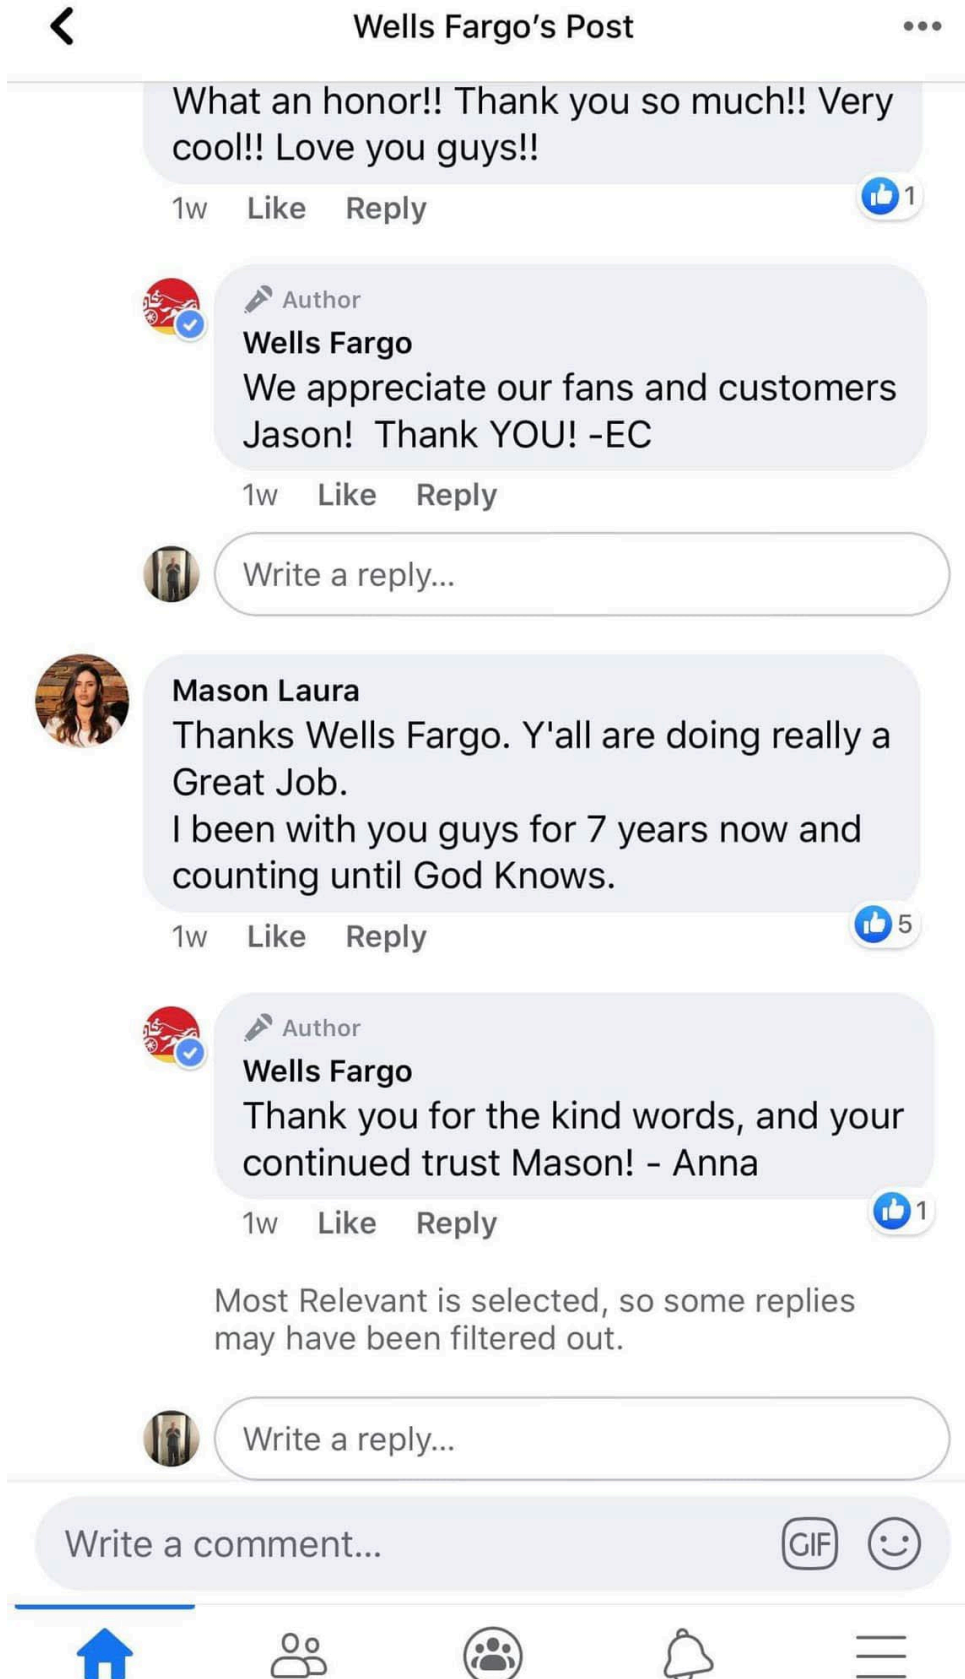 Wells Fargo's Post
What an honor!! Thank you so much!! Very
cool!! Love you guys!!
1w Like Reply
1
Author
Wells Fargo
We appreciate our fans and customers
Jason!  Thank YOU! -EC
1w Like Reply
Write a reply...
Mason Laura
Thanks Wells Fargo. Y'all are doing really a
Great Job.
I been with you guys for 7 years now and
counting until God Knows.
1w Like Reply
5
Author
Wells Fargo
Thank you for the kind words, and your
continued trust Mason! - Anna
1w Like Reply
1
Most Relevant is selected, so some replies
may have been filtered out.
Write a reply...
Write a comment...
GIF